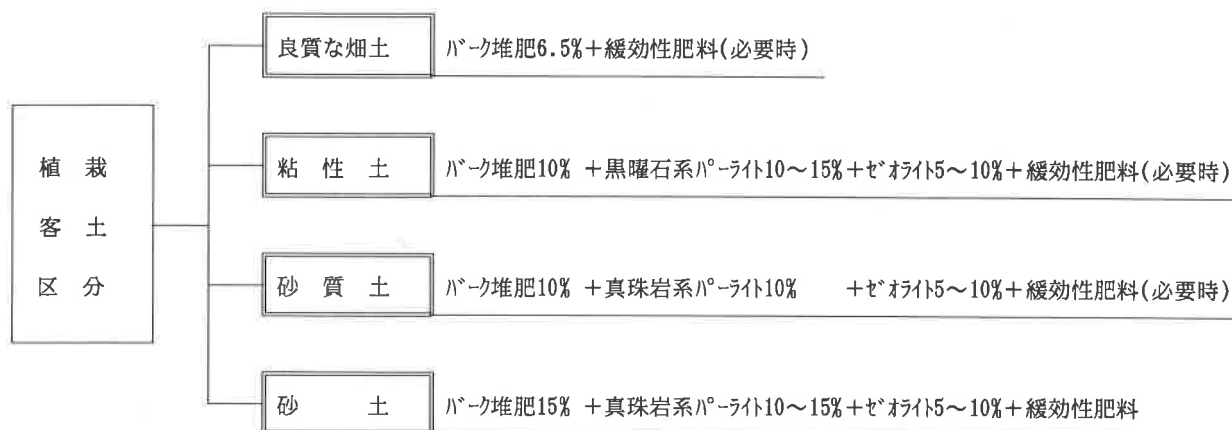 良質な畑土 バーク堆肥6.5%+緩効性肥料(必要時)
植栽
客土
区分
粘性土 バーク堆肥10% +黒曜石系パーライト10~15%+ゼオライト5~10%+緩効性肥料(必要時)
砂質土 バーク堆肥10% +真珠岩系パーライト10% +ゼオライト5~10%+緩効性肥料(必要時)
砂土 バーク堆肥15% +真珠岩系パーライト10~15%+ゼオライト5~10%+緩効性肥料